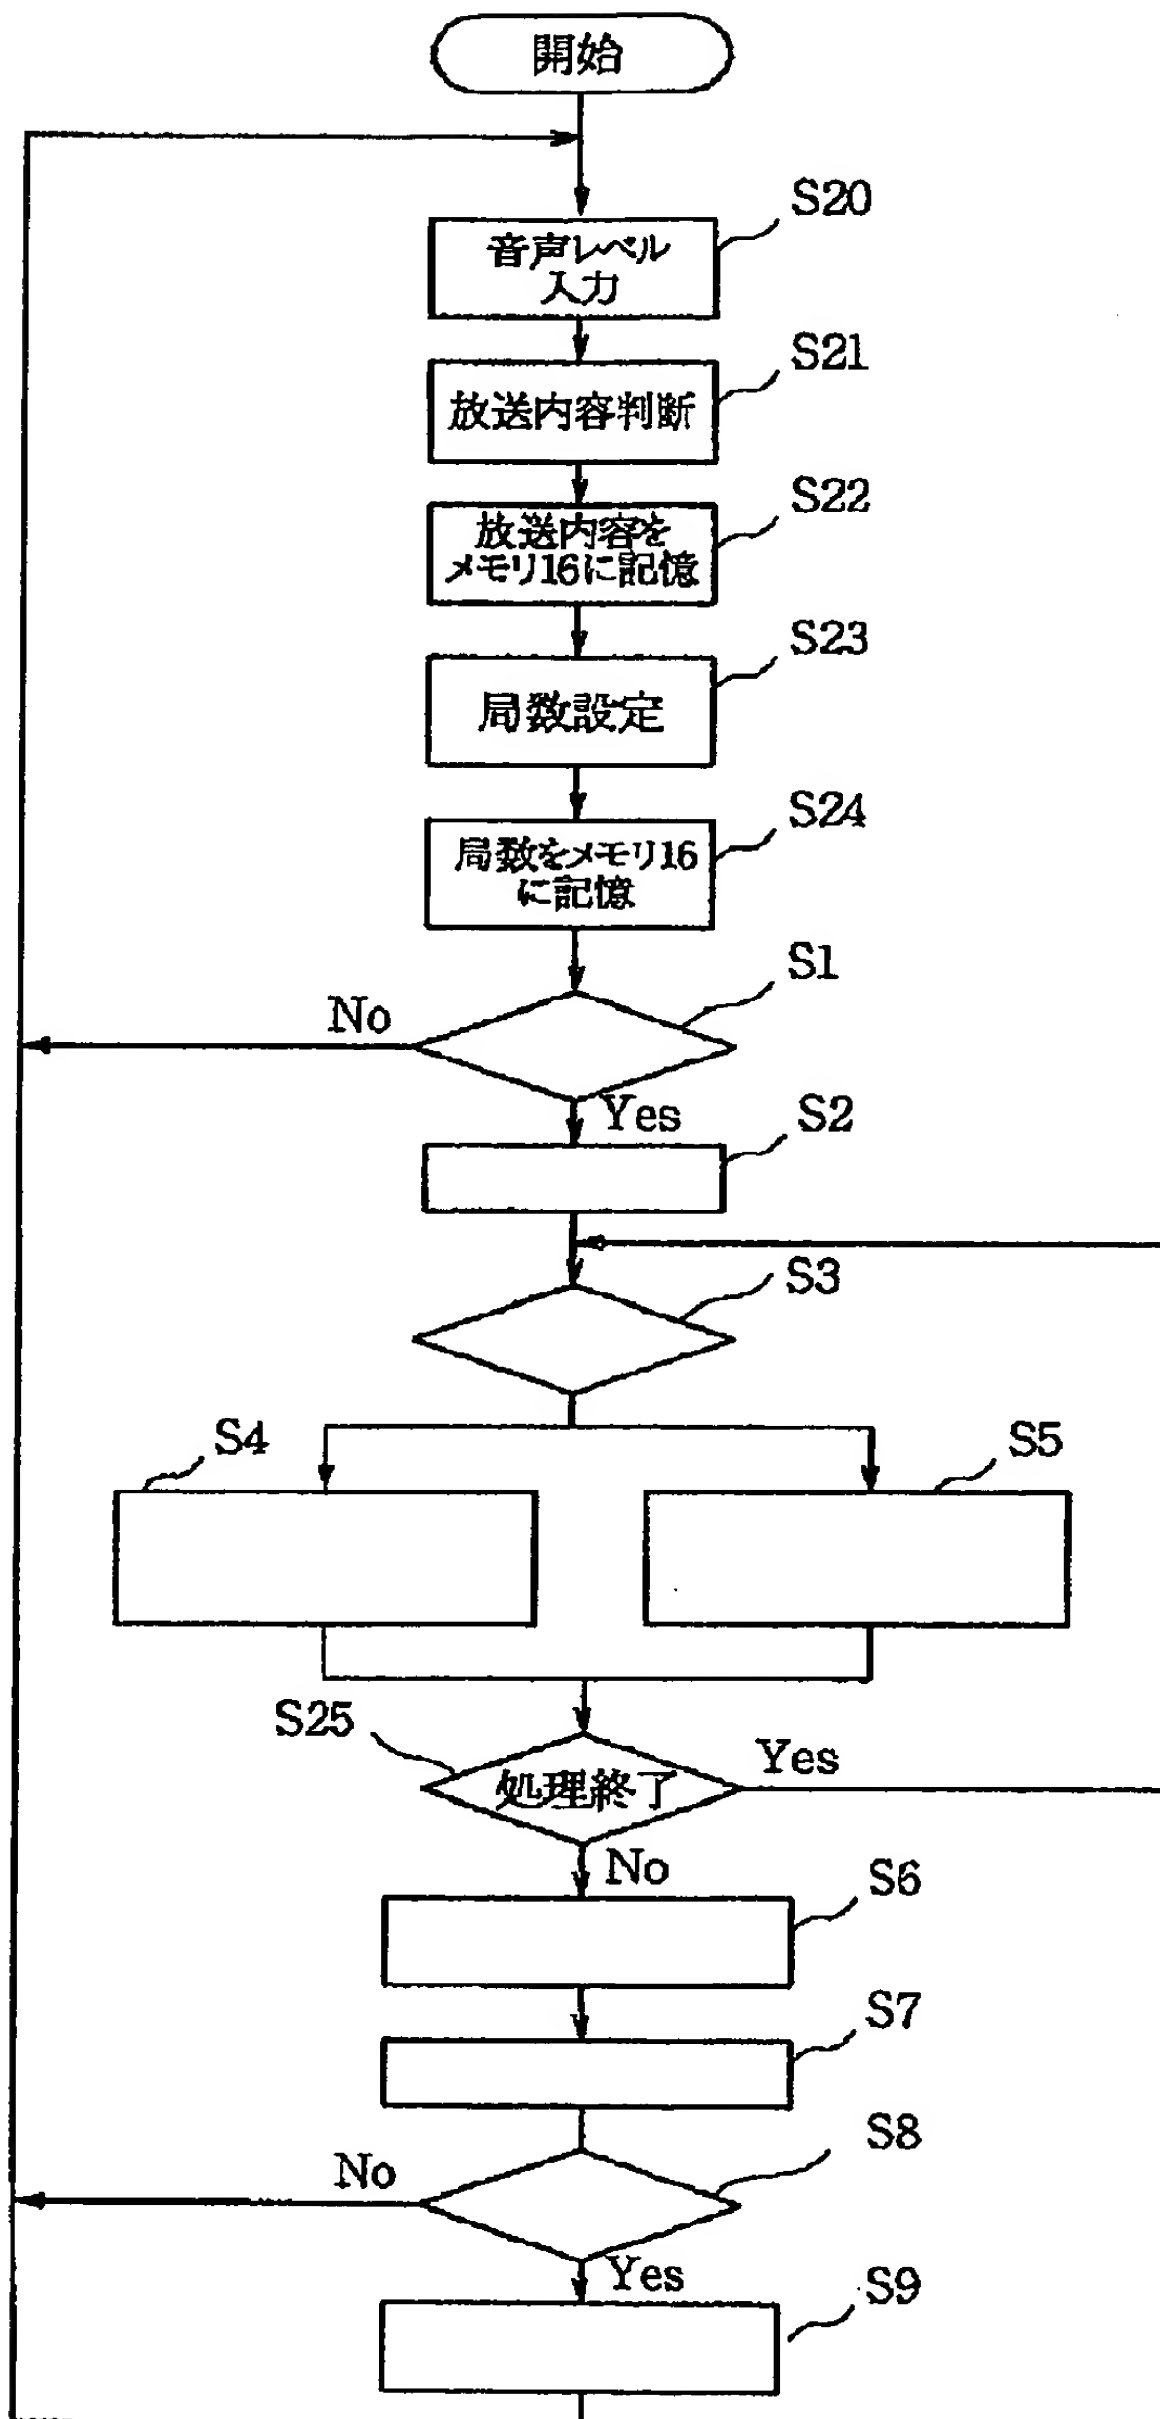 開始
S20
音声レベル
入力
S21
放送内容判断
S22
放送内容を
メモリ16に記憶
S23
局数設定
S24
局数をメモリ16
に記憶
S1
No
Yes
S2
S3
S4
S5
S25
処理終了
Yes
No
S6
S7
S8
No
Yes
S9